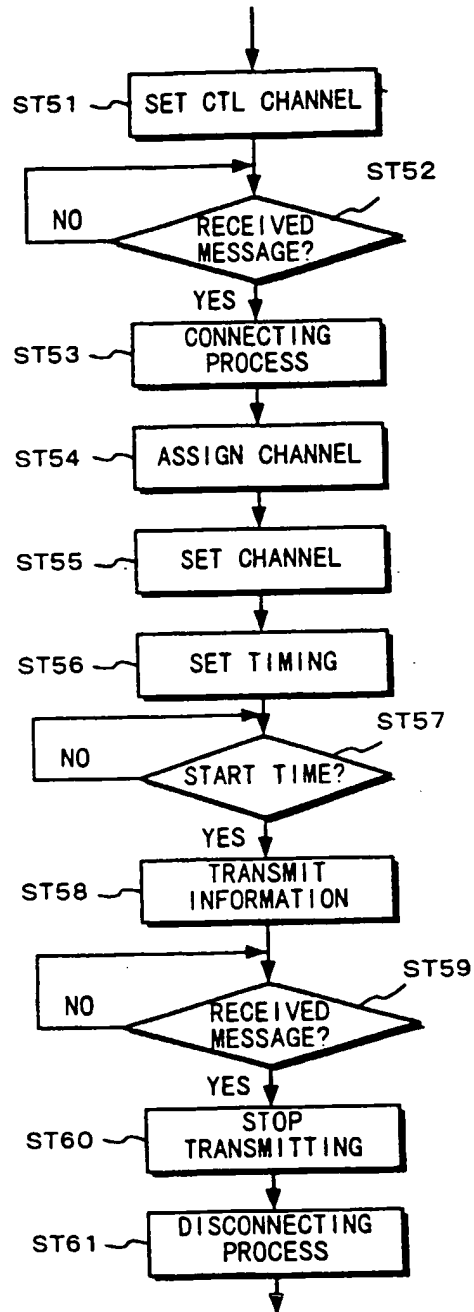 ST51
SET CTL CHANNEL
ST52
NO
RECEIVED
MESSAGE?
YES
ST53
CONNECTING
PROCESS
ST54
ASSIGN CHANNEL
ST55
SET CHANNEL
ST56
SET TIMING
ST57
NO
START TIME?
YES
ST58
TRANSMIT
INFORMATION
ST59
NO
RECEIVED
MESSAGE?
YES
ST60
STOP
TRANSMITTING
ST61
DISCONNECTING
PROCESS